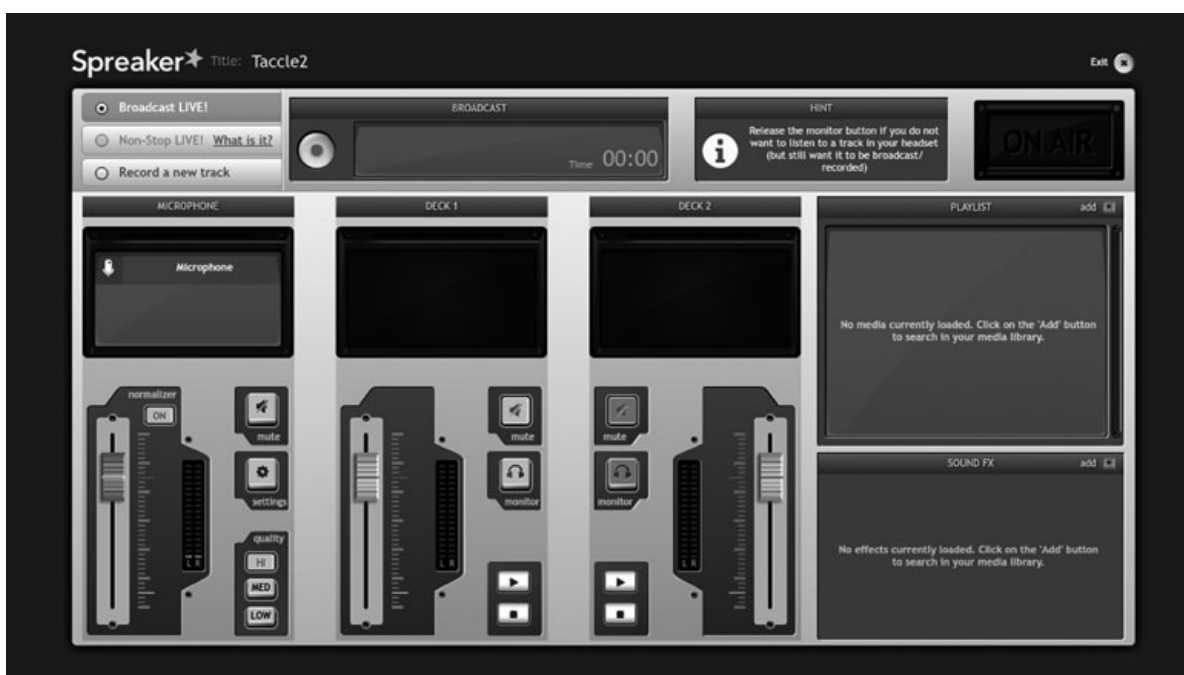 Spreaker Title: Taccle2
Exit
Broadcast LIVE!
Non-Stop LIVE! What is it?
Record a new track
BROADCAST
Time 00:00
HINT
Release the monitor button if you do not
want to listen to a track in your headset
(but still want it to be broadcast/
recorded)
ON AIR
MICROPHONE
Microphone
normalizer
ON
mute
settings
quality
HI
MED
LOW
L R
DECK 1
mute
monitor
L R
DECK 2
mute
monitor
L R
PLAYLIST add
No media currently loaded. Click on the 'Add' button
to search in your media library.
SOUND FX add
No effects currently loaded. Click on the 'Add' button
to search in your media library.